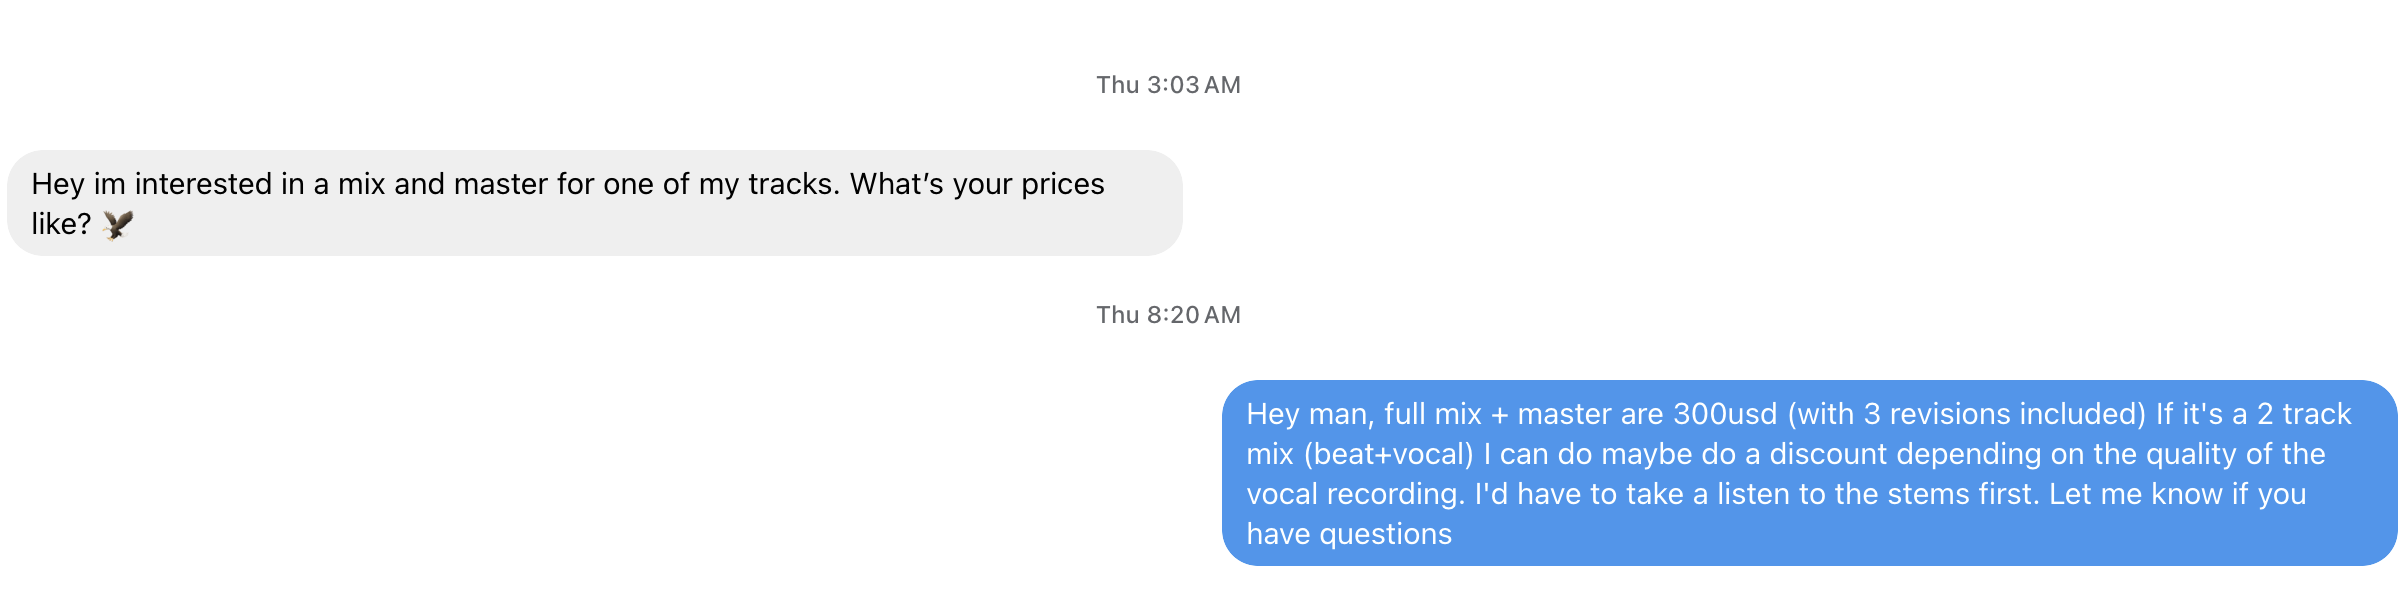 Thu 3:03 AM
Hey im interested in a mix and master for one of my tracks. What’s your prices
like? 🦅
Thu 8:20 AM
Hey man, full mix + master are 300usd (with 3 revisions included) If it's a 2 track
mix (beat+vocal) I can do maybe do a discount depending on the quality of the
vocal recording. I'd have to take a listen to the stems first. Let me know if you
have questions